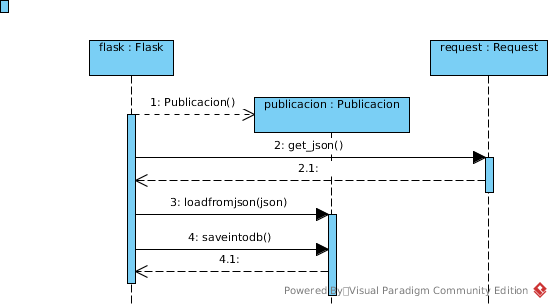 flask : Flask
request : Request
1: Publicacion()
publicacion : Publicacion
2: get_json()
2.1:
3: loadfromjson(json)
4: saveintodb()
4.1:
Powered By Visual Paradigm Community Edition